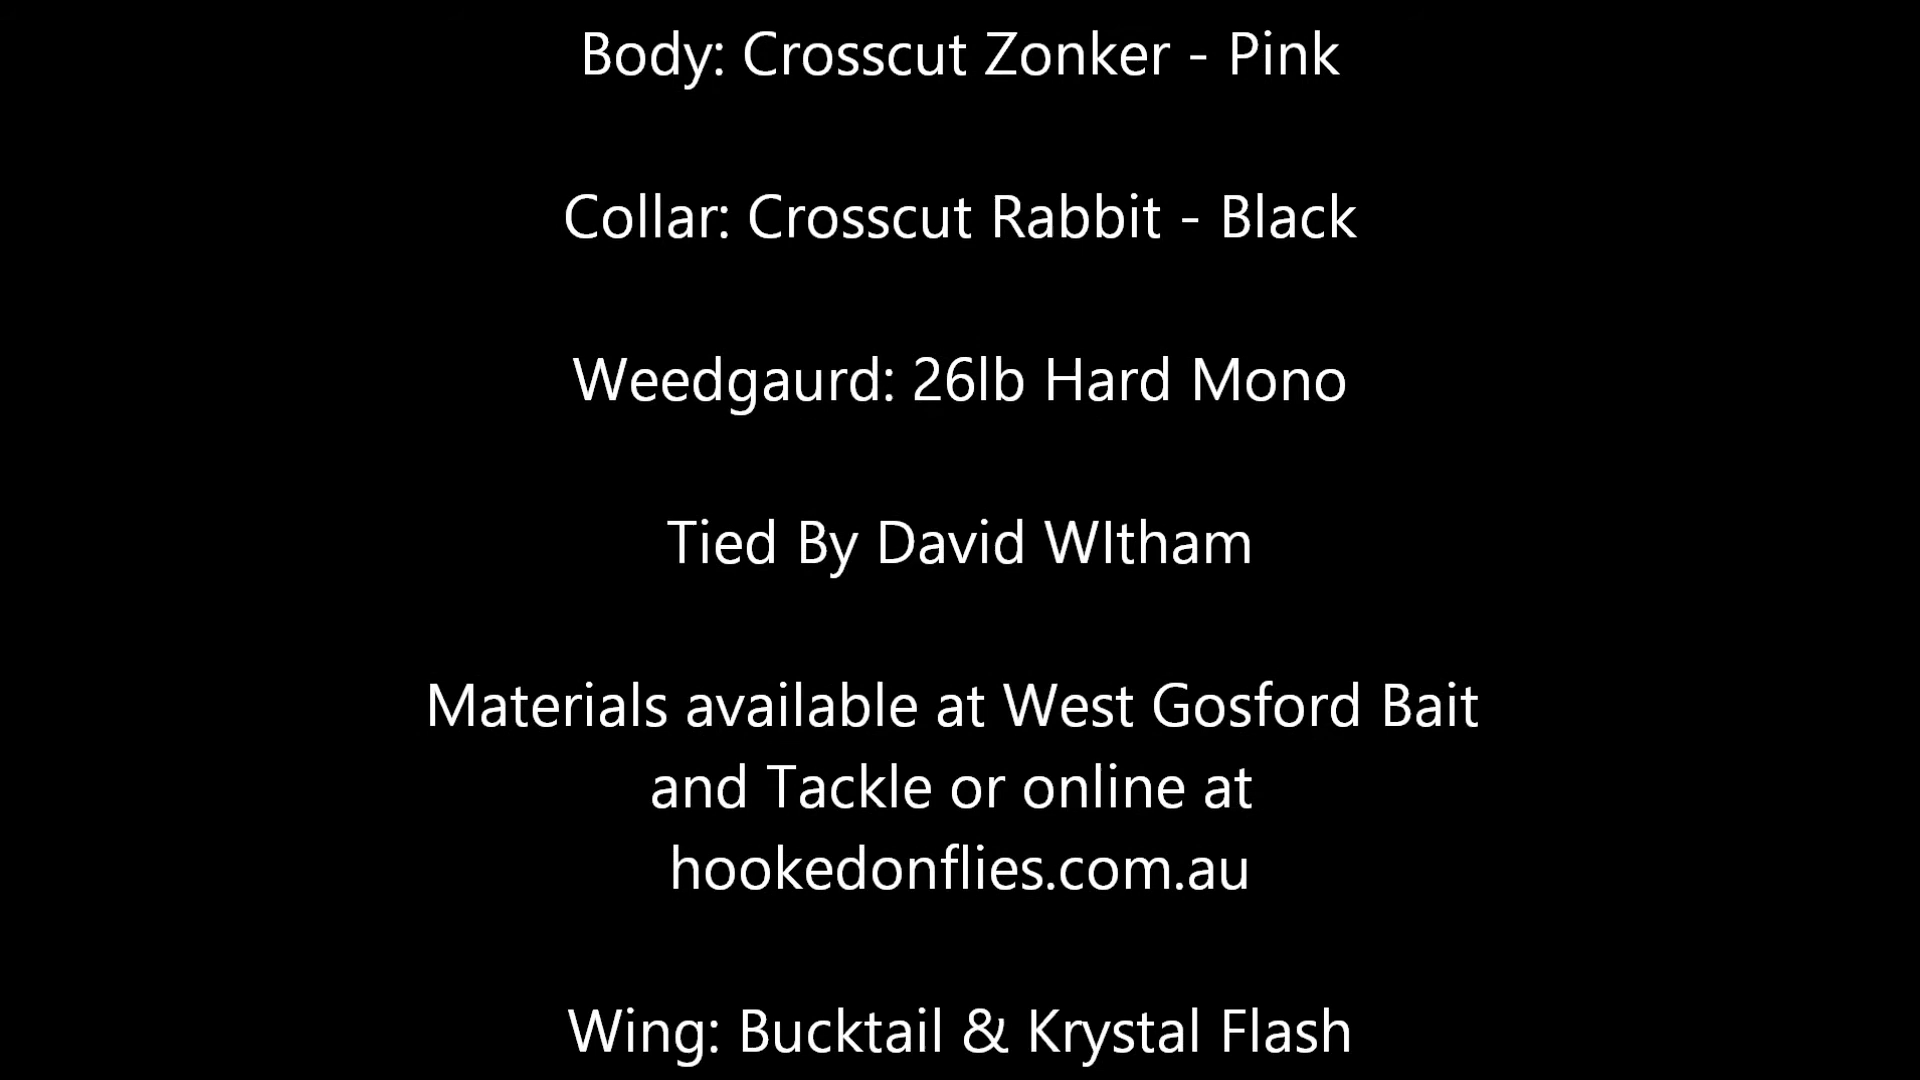 Body: Crosscut Zonker - Pink
Collar: Crosscut Rabbit - Black
Weedgaurd: 26lb Hard Mono
Tied By David WItham
Materials available at West Gosford Bait
and Tackle or online at
hookedonflies.com.au
Wing: Bucktail & Krystal Flash